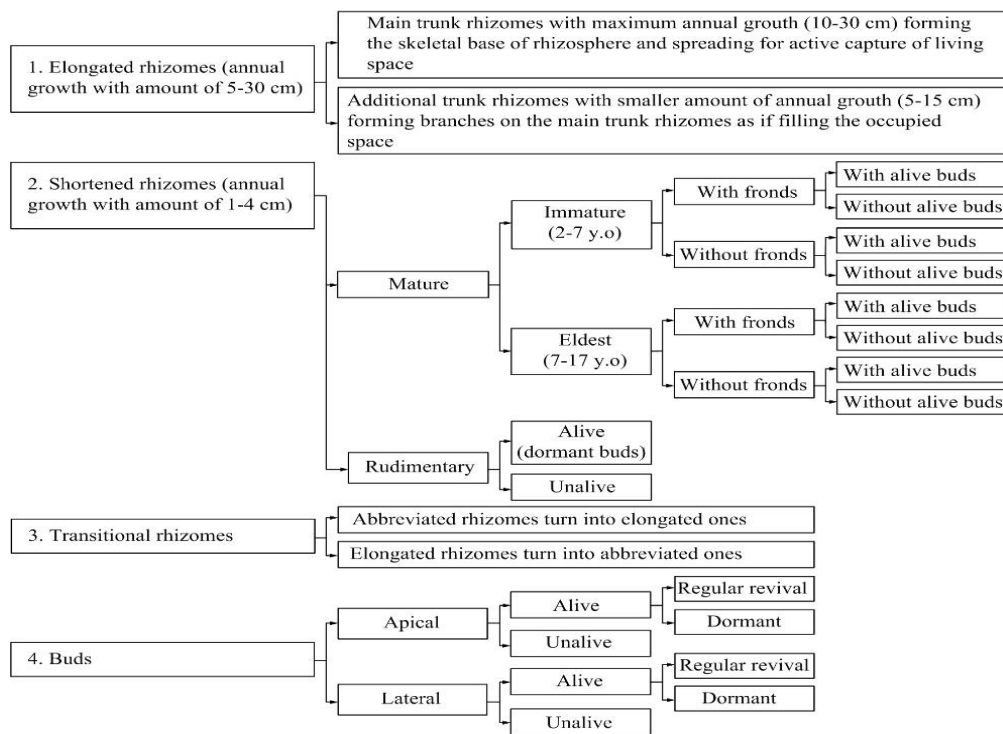 1. Elongated rhizomes (annual
growth with amount of 5-30 cm)
Main trunk rhizomes with maximum annual grouth (10-30 cm) forming
the skeletal base of rhizosphere and spreading for active capture of living
space
Additional trunk rhizomes with smaller amount of annual grouth (5-15 cm)
forming branches on the main trunk rhizomes as if filling the occupied
space
2. Shortened rhizomes (annual
growth with amount of 1-4 cm)
Mature
Immature
(2-7 y.o)
With fronds
With alive buds
Without alive buds
Without fronds
With alive buds
Without alive buds
Eldest
(7-17 y.o)
With fronds
With alive buds
Without alive buds
Without fronds
With alive buds
Without alive buds
Rudimentary
Alive
(dormant buds)
Unalive
3. Transitional rhizomes
Abbreviated rhizomes turn into elongated ones
Elongated rhizomes turn into abbreviated ones
4. Buds
Apical
Alive
Regular revival
Dormant
Unalive
Lateral
Alive
Regular revival
Dormant
Unalive